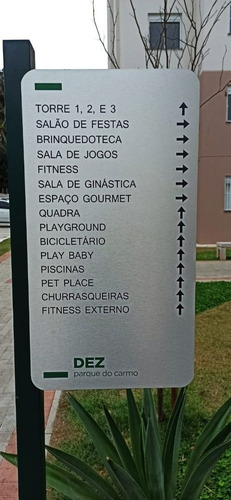 TORRE 1, 2, E 3
SALÃO DE FESTAS
BRINQUEDOTECA
SALA DE JOGOS
FITNESS
SALA DE GINÁSTICA
ESPAÇO GOURMET
QUADRA
PLAYGROUND
BICICLETÁRIO
PLAY BABY
PISCINAS
PET PLACE
CHURRASQUEIRAS
FITNESS EXTERNO
DEZ
parque do carmo